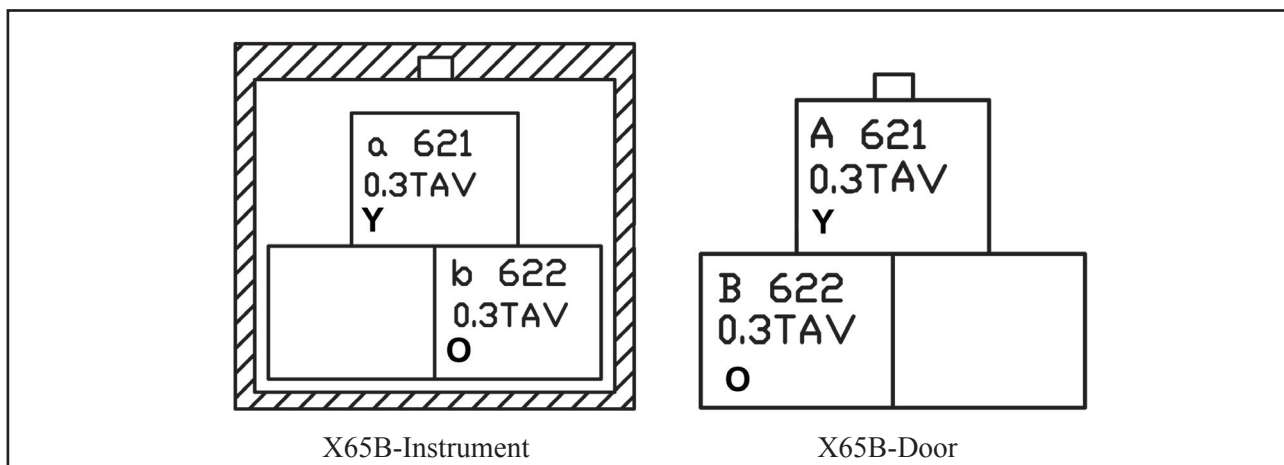 a 621
0.3TAV
Y
b 622
0.3TAV
O
X65B-Instrument
A 621
0.3TAV
Y
B 622
0.3TAV
O
X65B-Door